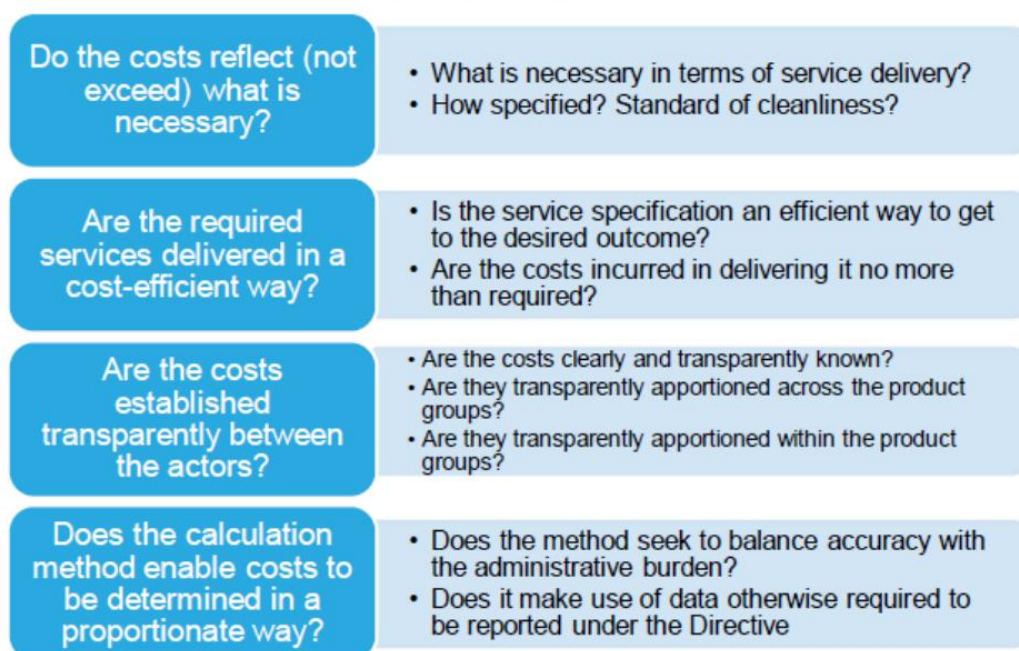 Do the costs reflect (not
exceed) what is
necessary?
• What is necessary in terms of service delivery?
• How specified? Standard of cleanliness?
Are the required
services delivered in a
cost-efficient way?
• Is the service specification an efficient way to get
to the desired outcome?
• Are the costs incurred in delivering it no more
than required?
Are the costs
established
transparently between
the actors?
• Are the costs clearly and transparently known?
• Are they transparently apportioned across the product
groups?
• Are they transparently apportioned within the product
groups?
Does the calculation
method enable costs to
be determined in a
proportionate way?
• Does the method seek to balance accuracy with
the administrative burden?
• Does it make use of data otherwise required to
be reported under the Directive